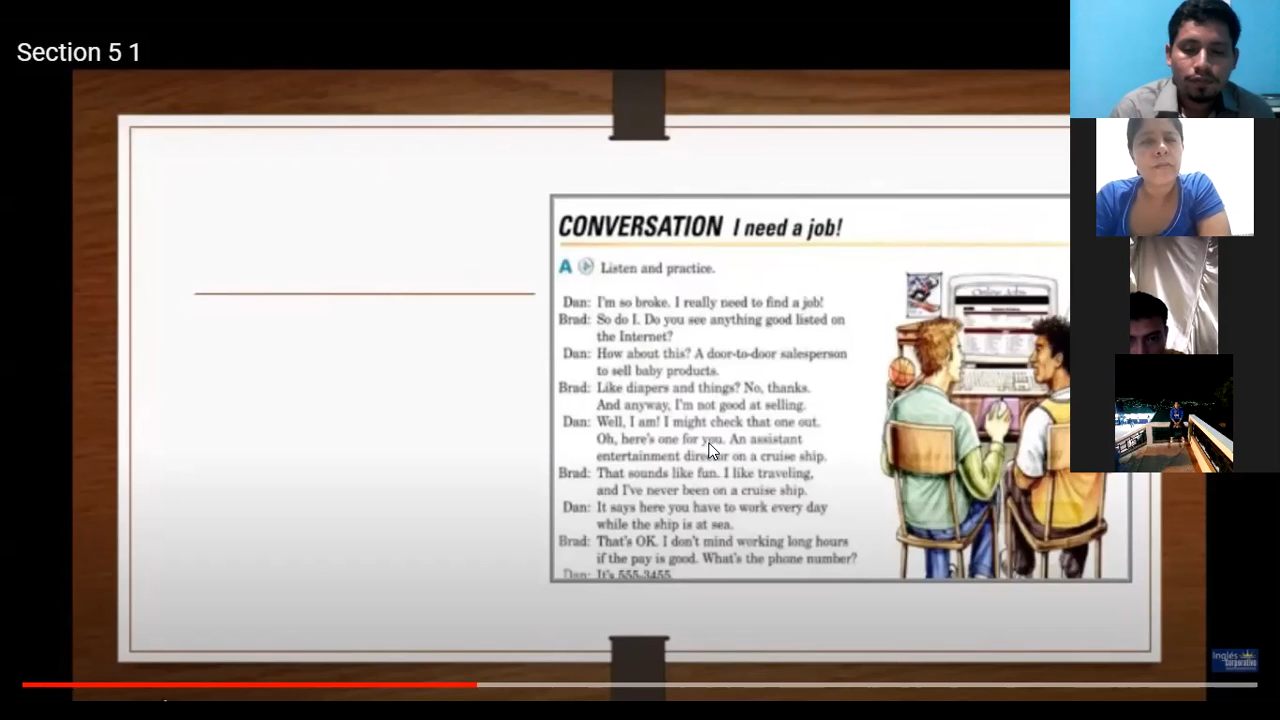 Section 5 1
CONVERSATION I need a job!
A Listen and practice.
Dan: I'm so broke. I really need to find a job!
Brad: So do I. Do you see anything good listed on
the Internet?
Dan: How about this? A door-to-door salesperson
to sell baby products.
Brad: Like diapers and things? No, thanks.
And anyway, I'm not good at selling.
Dan: Well, I am! I might check that one out.
Oh, here's one for you. An assistant
entertainment director on a cruise ship.
Brad: That sounds like fun. I like traveling,
and I've never been on a cruise ship.
Dan: It says here you have to work every day
while the ship is at sea.
Brad: That's OK. I don't mind working long hours
if the pay is good. What's the phone number?
Dan: It's 555-3455.
Online Jobs
Inglés
Corporativo